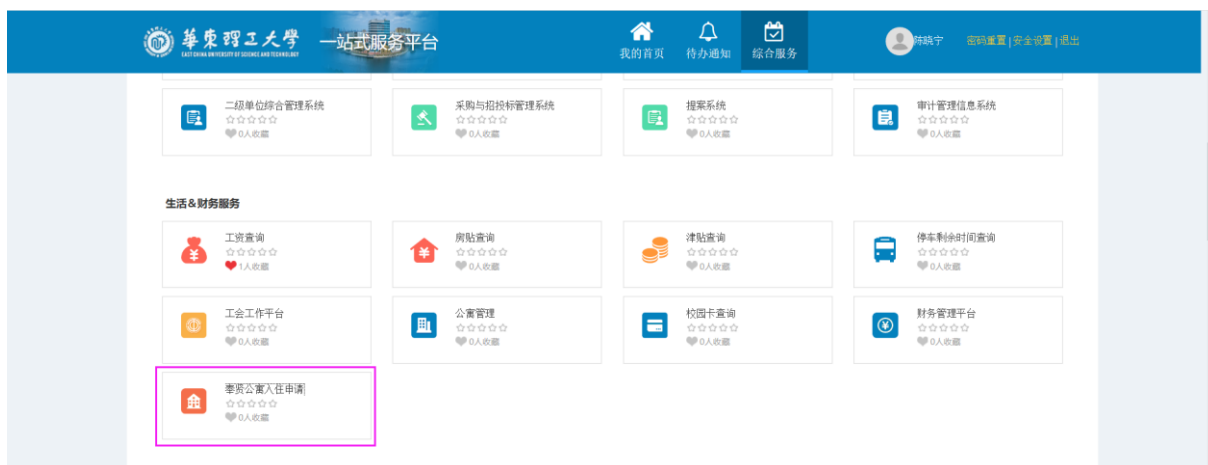 華東理工大學
EAST CHINA UNIVERSITY OF SCIENCE AND TECHNOLOGY
一站式服务平台
我的首页
待办通知
综合服务
陈晓宁
密码重置|安全设置|退出
二级单位综合管理系统
0人收藏
采购与招投标管理系统
0人收藏
提案系统
0人收藏
审计管理信息系统
0人收藏
生活&财务服务
工资查询
1人收藏
房贴查询
0人收藏
津贴查询
0人收藏
停车剩余时间查询
0人收藏
工会工作平台
0人收藏
公寓管理
0人收藏
校园卡查询
0人收藏
财务管理平台
0人收藏
奉贤公寓入住申请
0人收藏